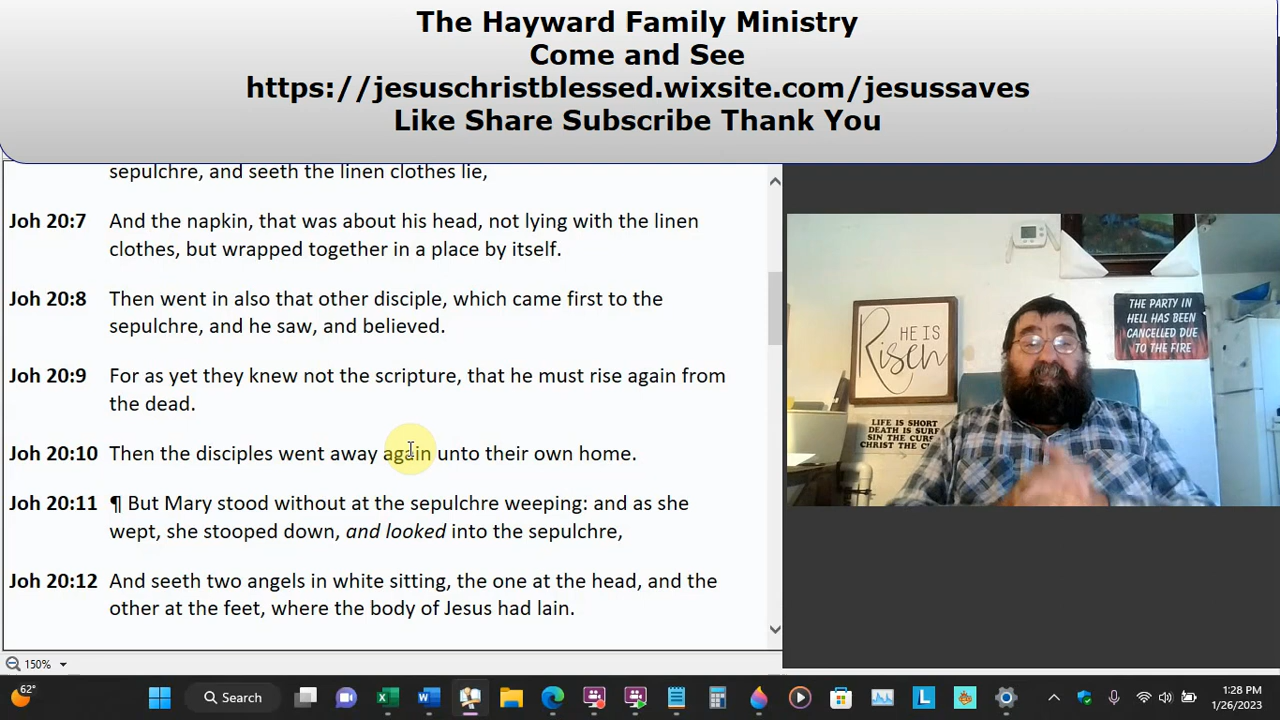 The Hayward Family Ministry
Come and See
https://jesuschristblessed.wixsite.com/jesussaves
Like Share Subscribe Thank You
sepulchre, and seeth the linen clothes lie,
Joh 20:7 And the napkin, that was about his head, not lying with the linen
clothes, but wrapped together in a place by itself.
Joh 20:8 Then went in also that other disciple, which came first to the
sepulchre, and he saw, and believed.
Joh 20:9 For as yet they knew not the scripture, that he must rise again from
the dead.
Joh 20:10 Then the disciples went away again unto their own home.
Joh 20:11 ¶ But Mary stood without at the sepulchre weeping: and as she
wept, she stooped down, and looked into the sepulchre,
Joh 20:12 And seeth two angels in white sitting, the one at the head, and the
other at the feet, where the body of Jesus had lain.
HE IS
Risen
THE PARTY IN
HELL HAS BEEN
CANCELLED DUE
TO THE FIRE
LIFE IS SHORT
DEATH IS
SIN THE
CHRIST THE
150%
62°
Search
L
1:28 PM
1/26/2023